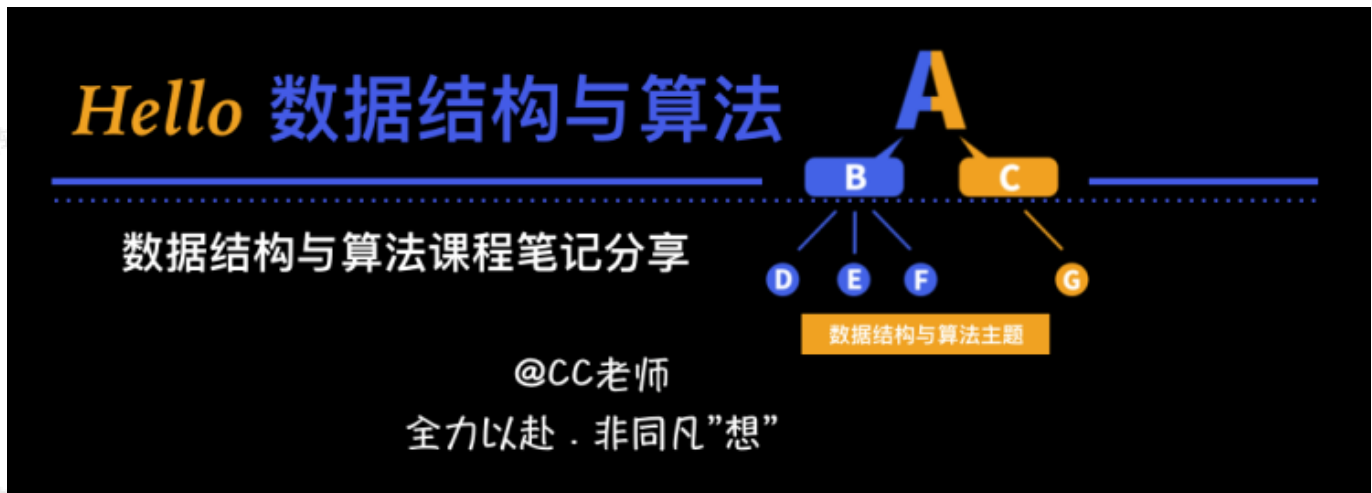 Hello 数据结构与算法
A
B
C
数据结构与算法课程笔记分享
D
E
F
G
数据结构与算法主题
@CC老师
全力以赴．非同凡”想”